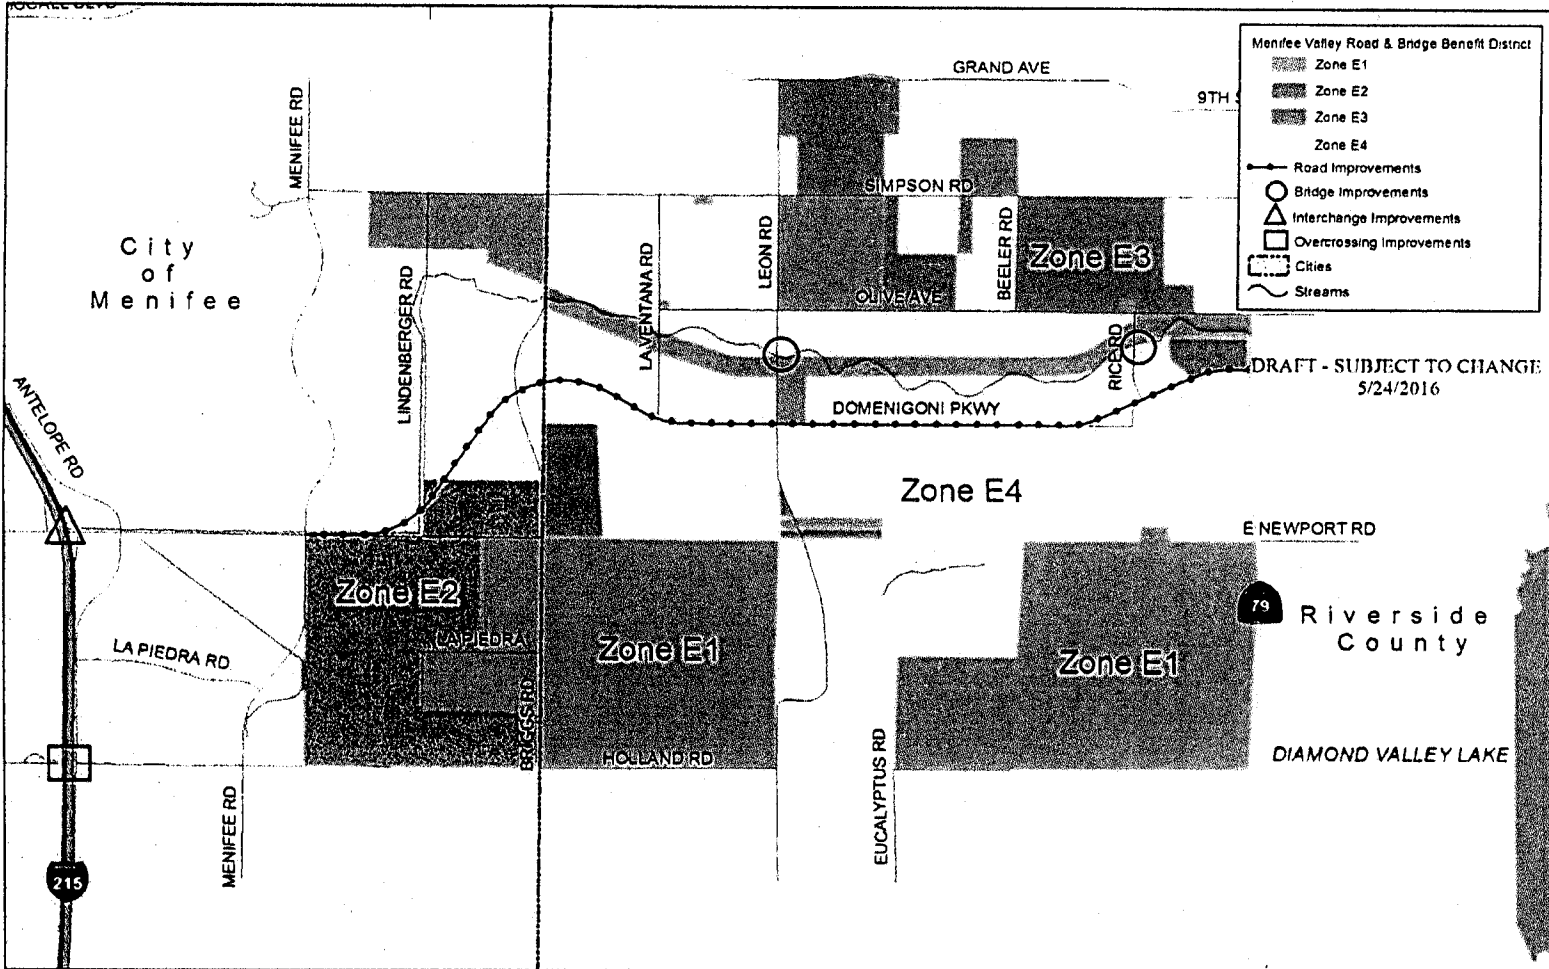 GRAND AVE
9TH
Menifee Valley Road & Bridge Benefit District
Zone E1
Zone E2
Zone E3
Zone E4
Road Improvements
Bridge Improvements
Interchange Improvements
Overcrossing Improvements
Cities
Streams
MENIFEE RD
SIMPSON RD
City
of
Menifee
LINDENBERGER RD
LA VENTANA RD
LEON RD
BEELER RD
Zone E3
OLIVE AVE
RICE RD
DRAFT - SUBJECT TO CHANGE
5/24/2016
ANTELOPE RD
DOMENIGONI PKWY
Zone E4
E NEWPORT RD
Zone E2
79
Riverside
County
LA PIEDRA
LA PIEDRA RD
Zone E1
Zone E1
BRIGGS RD
HOLLAND RD
DIAMOND VALLEY LAKE
MENIFEE RD
EUCALYPTUS RD
215